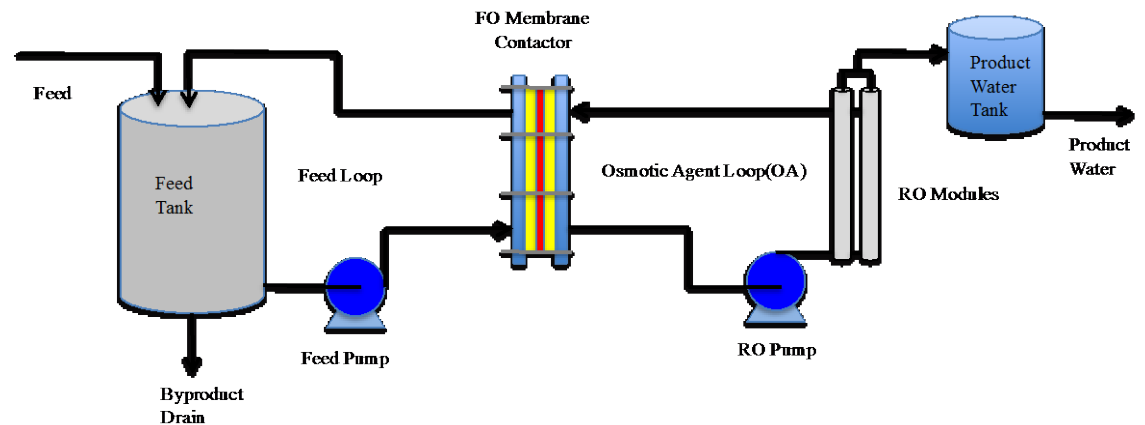 FO Membrane
Contactor
Feed
Product
Water
Tank
Feed
Tank
Feed Loop
Osmotic Agent Loop(OA)
RO Modules
Product
Water
Feed Pump
RO Pump
Byproduct
Drain